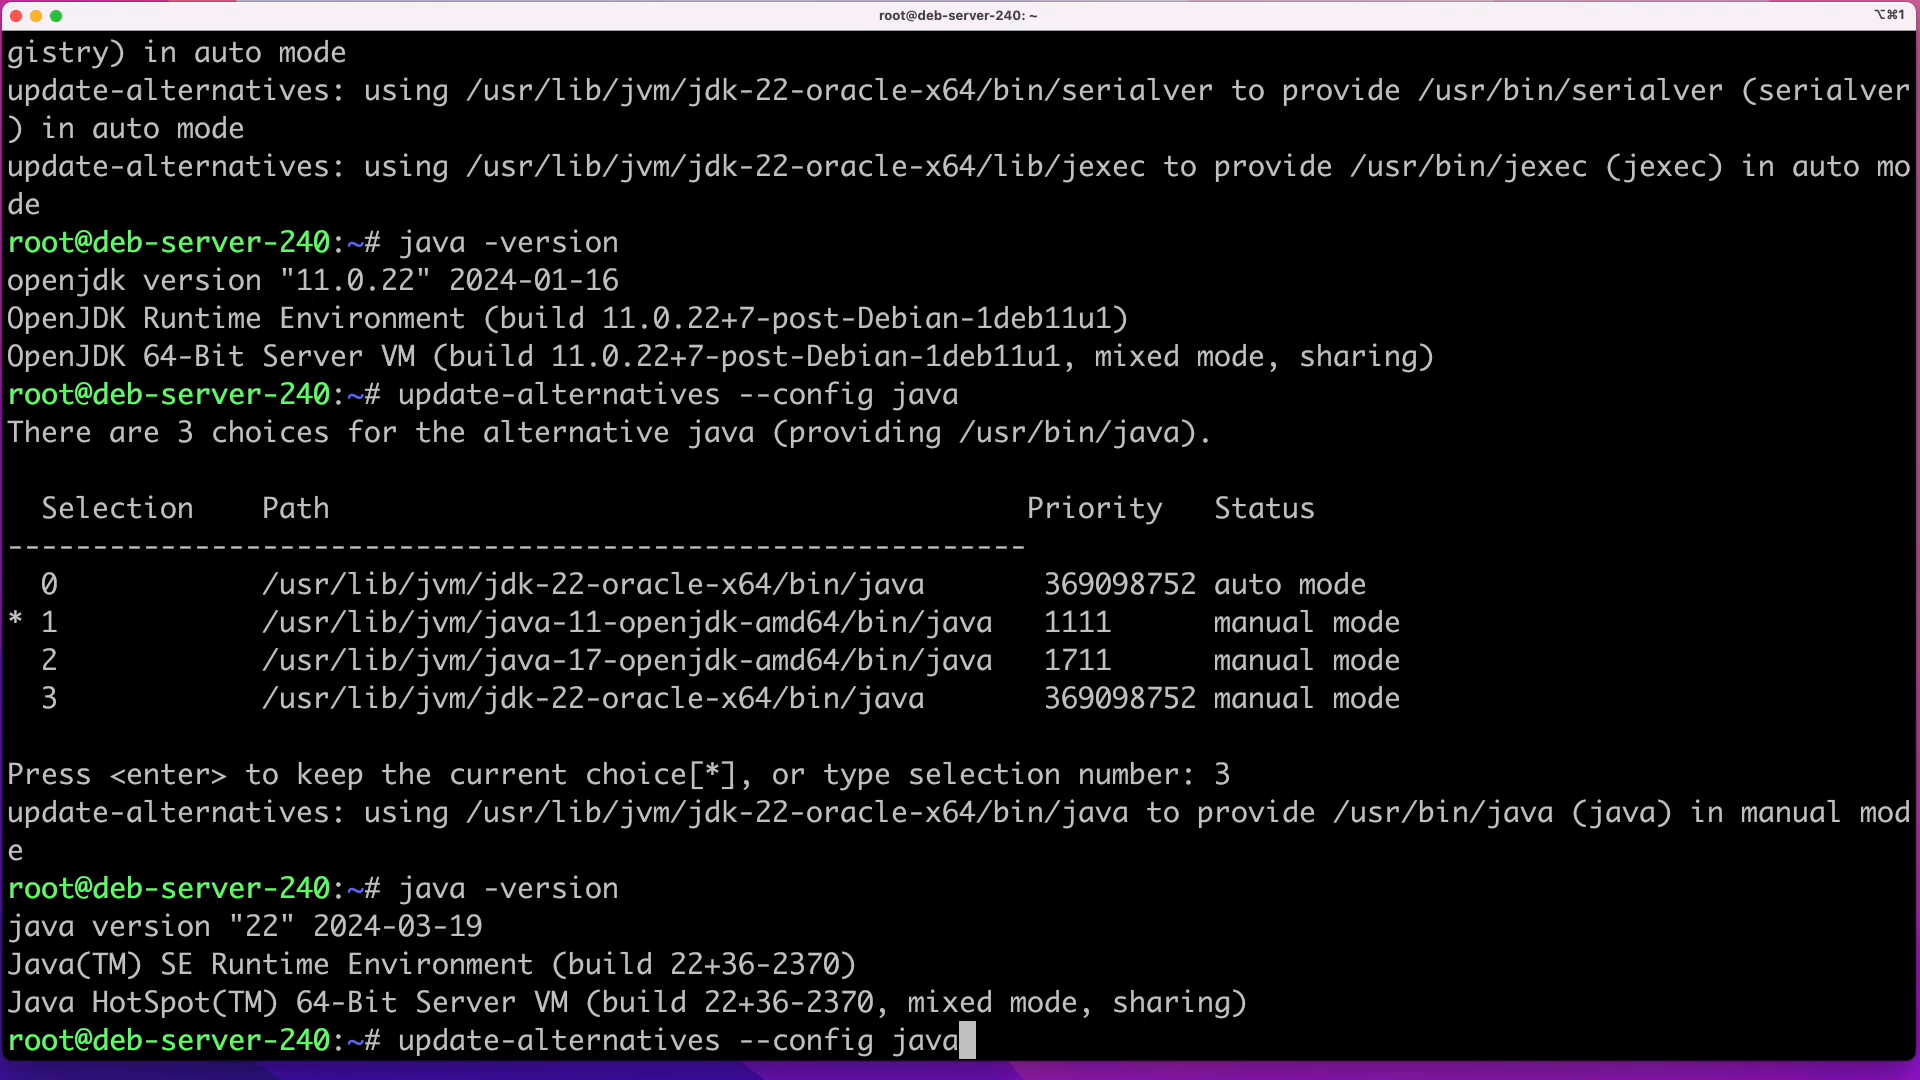 root@deb-server-240: ~
⌥⌘1
gistry) in auto mode
update-alternatives: using /usr/lib/jvm/jdk-22-oracle-x64/bin/serialver to provide /usr/bin/serialver (serialver
) in auto mode
update-alternatives: using /usr/lib/jvm/jdk-22-oracle-x64/lib/jexec to provide /usr/bin/jexec (jexec) in auto mo
de
root@deb-server-240:~# java -version
openjdk version "11.0.22" 2024-01-16
OpenJDK Runtime Environment (build 11.0.22+7-post-Debian-1deb11u1)
OpenJDK 64-Bit Server VM (build 11.0.22+7-post-Debian-1deb11u1, mixed mode, sharing)
root@deb-server-240:~# update-alternatives --config java
There are 3 choices for the alternative java (providing /usr/bin/java).
  Selection    Path                                         Priority   Status
------------------------------------------------------------
  0            /usr/lib/jvm/jdk-22-oracle-x64/bin/java       369098752 auto mode
* 1            /usr/lib/jvm/java-11-openjdk-amd64/bin/java   1111      manual mode
  2            /usr/lib/jvm/java-17-openjdk-amd64/bin/java   1711      manual mode
  3            /usr/lib/jvm/jdk-22-oracle-x64/bin/java       369098752 manual mode
Press <enter> to keep the current choice[*], or type selection number: 3
update-alternatives: using /usr/lib/jvm/jdk-22-oracle-x64/bin/java to provide /usr/bin/java (java) in manual mod
e
root@deb-server-240:~# java -version
java version "22" 2024-03-19
Java(TM) SE Runtime Environment (build 22+36-2370)
Java HotSpot(TM) 64-Bit Server VM (build 22+36-2370, mixed mode, sharing)
root@deb-server-240:~# update-alternatives --config java